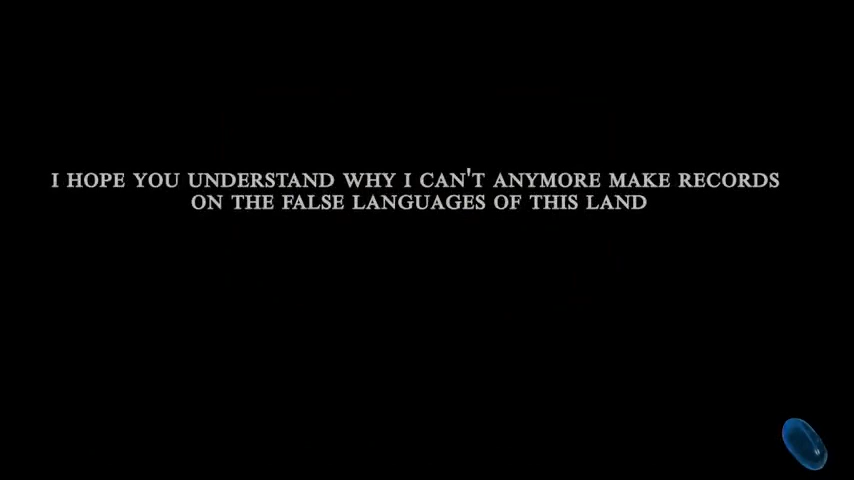 I HOPE YOU UNDERSTAND WHY I CAN'T ANYMORE MAKE RECORDS
ON THE FALSE LANGUAGES OF THIS LAND